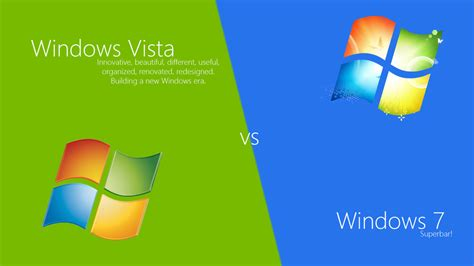 Windows Vista
Innovative, beautiful, different, useful,
organized, renovated, redesigned.
Building a new Windows era.
VS
Windows 7
Superbar!